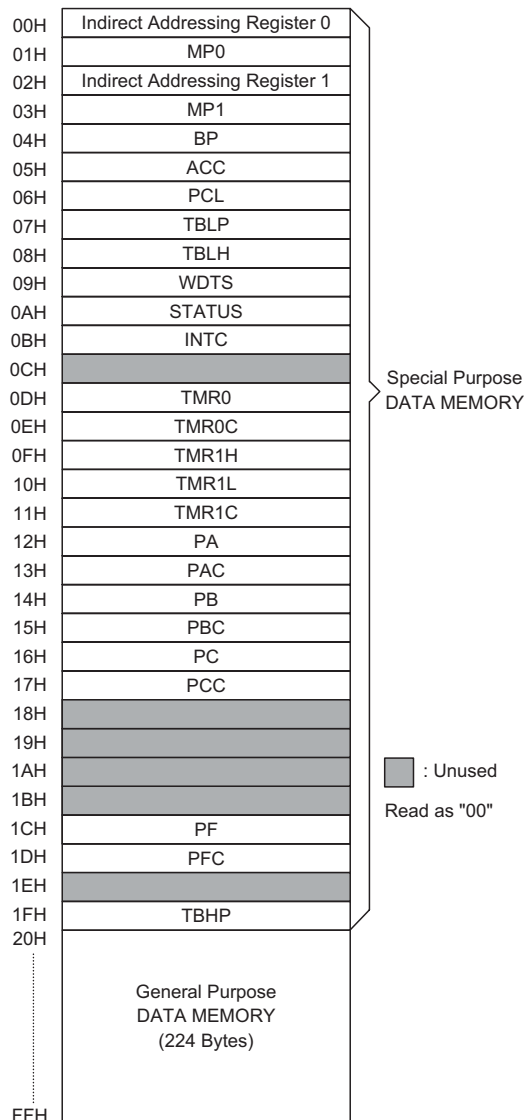 00H Indirect Addressing Register 0
01H MP0
02H Indirect Addressing Register 1
03H MP1
04H BP
05H ACC
06H PCL
07H TBLP
08H TBLH
09H WDTS
0AH STATUS
0BH INTC
0CH
0DH TMR0
0EH TMR0C
0FH TMR1H
10H TMR1L
11H TMR1C
12H PA
13H PAC
14H PB
15H PBC
16H PC
17H PCC
18H
19H
1AH
1BH
1CH PF
1DH PFC
1EH
1FH TBHP
20H
General Purpose
DATA MEMORY
(224 Bytes)
FFH
Special Purpose
DATA MEMORY
: Unused
Read as "00"